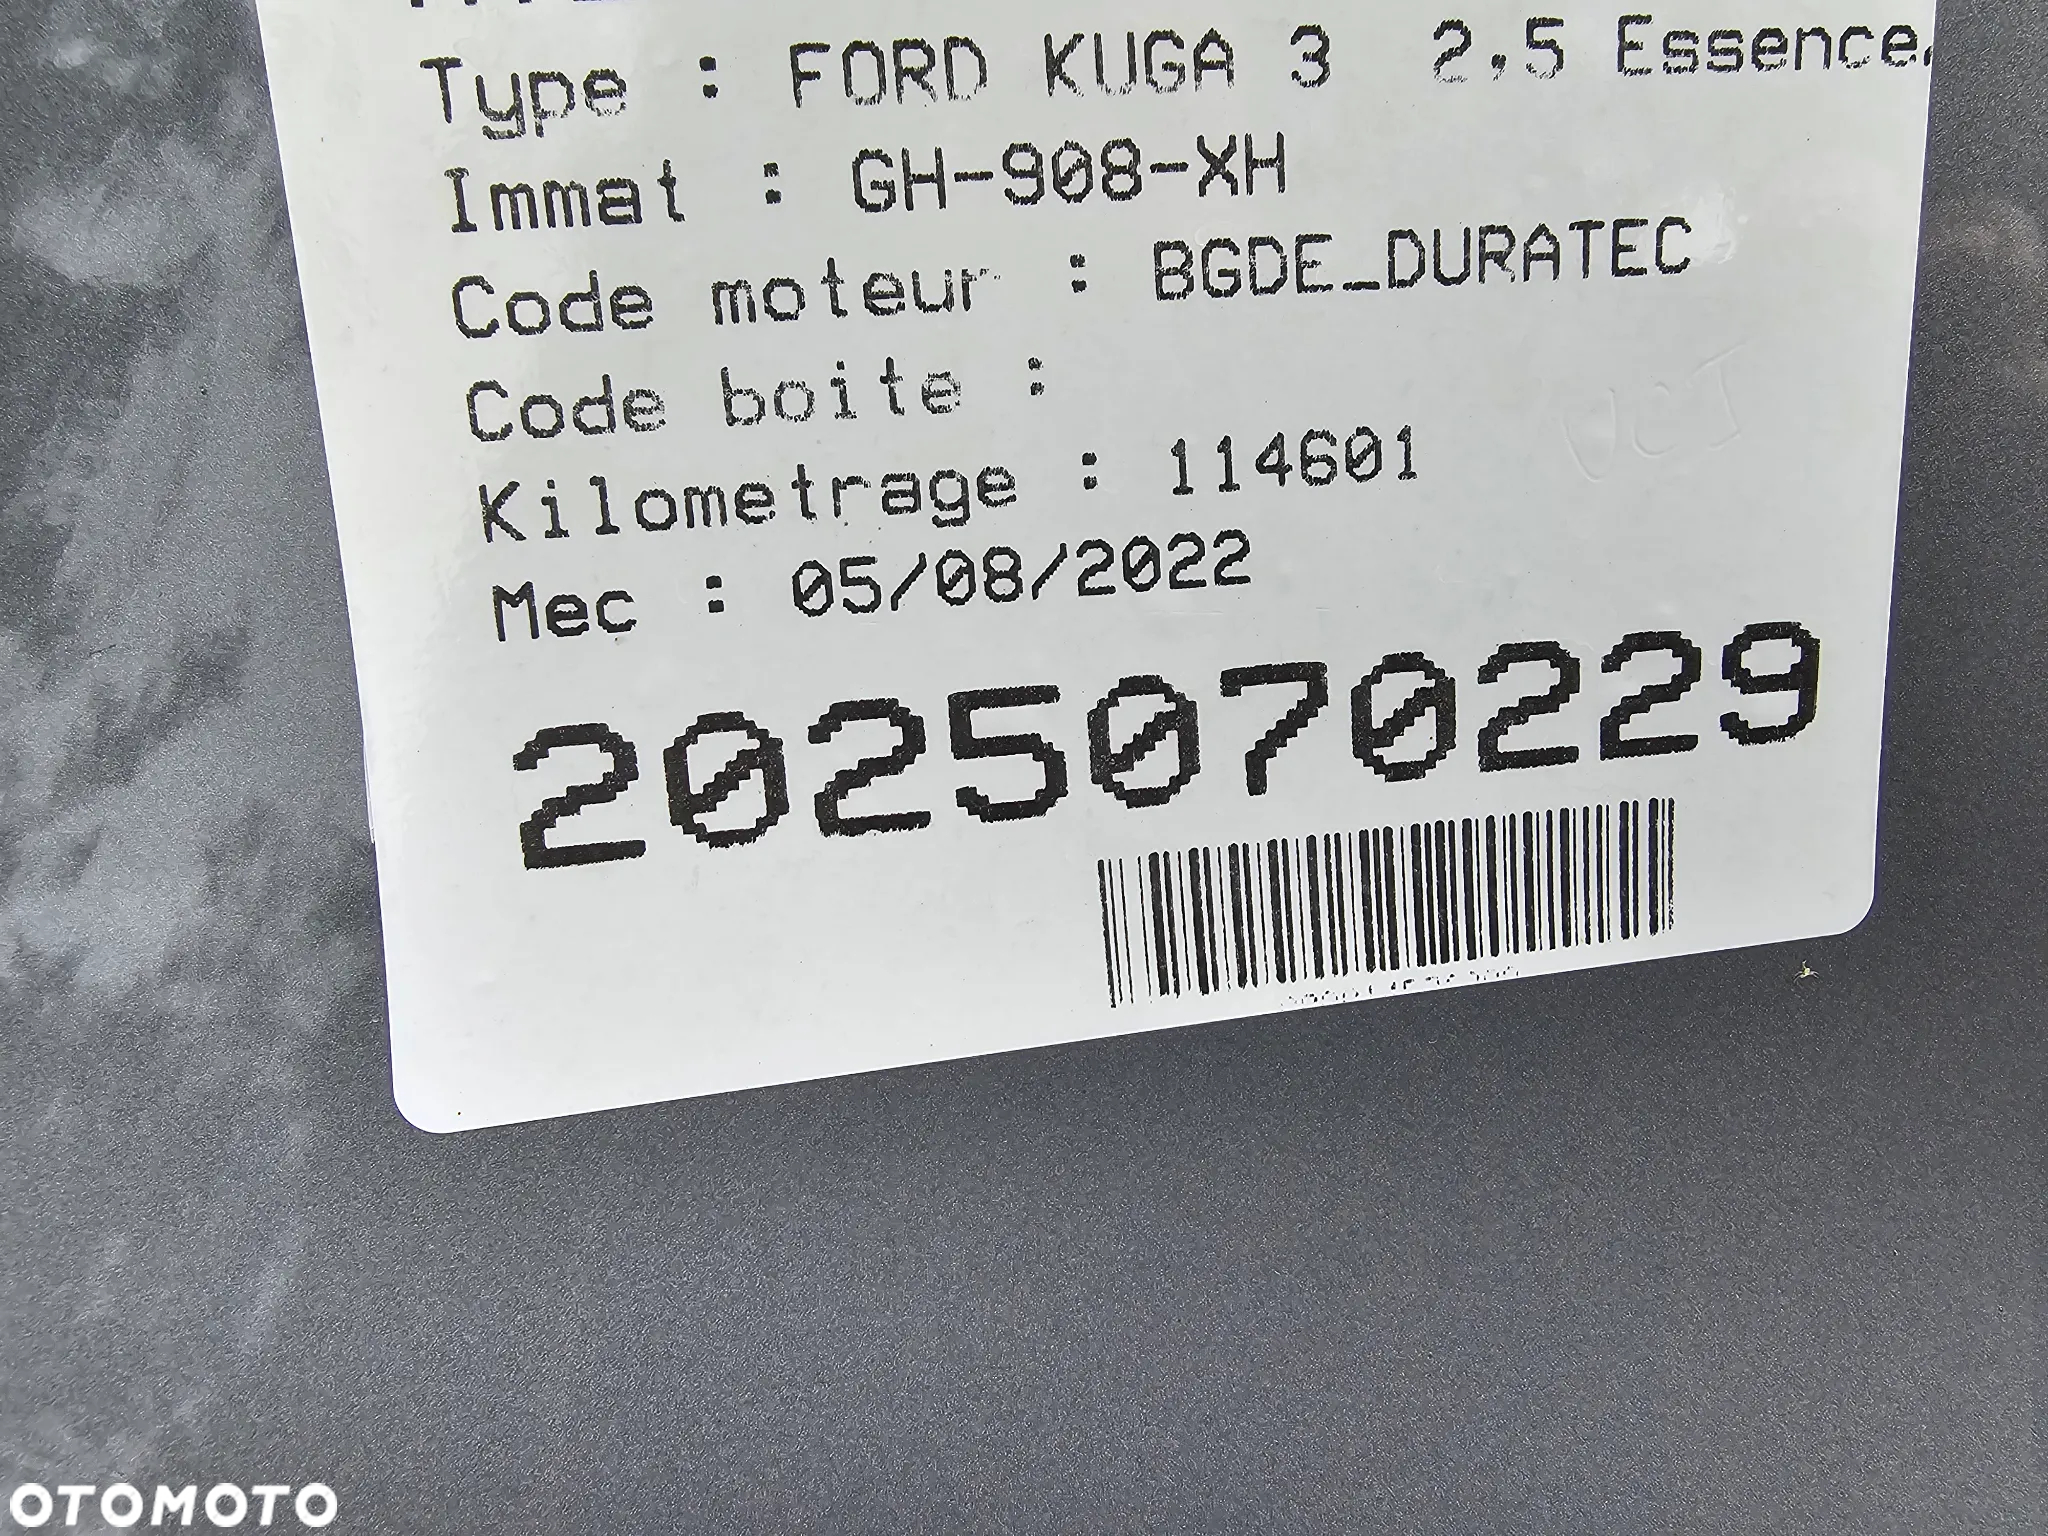 Type : FORD KUGA 3 2.5 Essence
Immat : GH-908-XH
Code moteur : BGDE_DURATEC
Code boite :
Kilometrage : 114601
Mec : 05/08/2022
2025070229
OTOMOTO